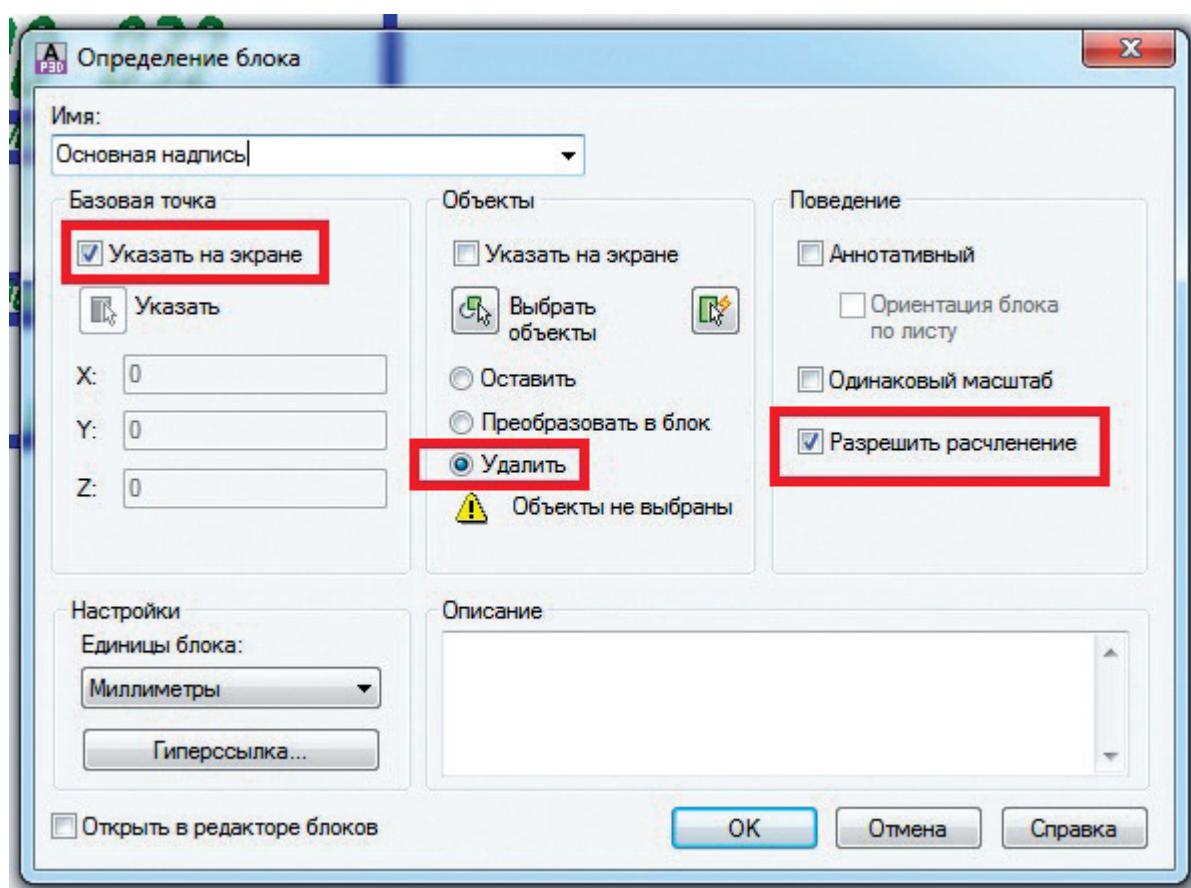 Определение блока
Имя:
Основная надпись
Базовая точка
Указать на экране
Указать
X: 0
Y: 0
Z: 0
Объекты
Указать на экране
Выбрать
объекты
Оставить
Преобразовать в блок
Удалить
Объекты не выбраны
Поведение
Аннотативный
Ориентация блока
по листу
Одинаковый масштаб
Разрешить расчленение
Настройки
Единицы блока:
Миллиметры
Гиперссылка...
Описание
Открыть в редакторе блоков
OK
Отмена
Справка